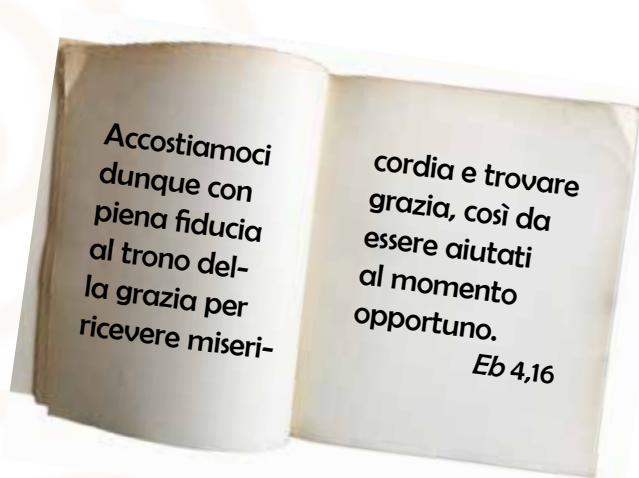 Accostiamoci
dunque con
piena fiducia
al trono del-
la grazia per
ricevere miseri-
cordia e trovare
grazia, così da
essere aiutati
al momento
opportuno.
Eb 4,16